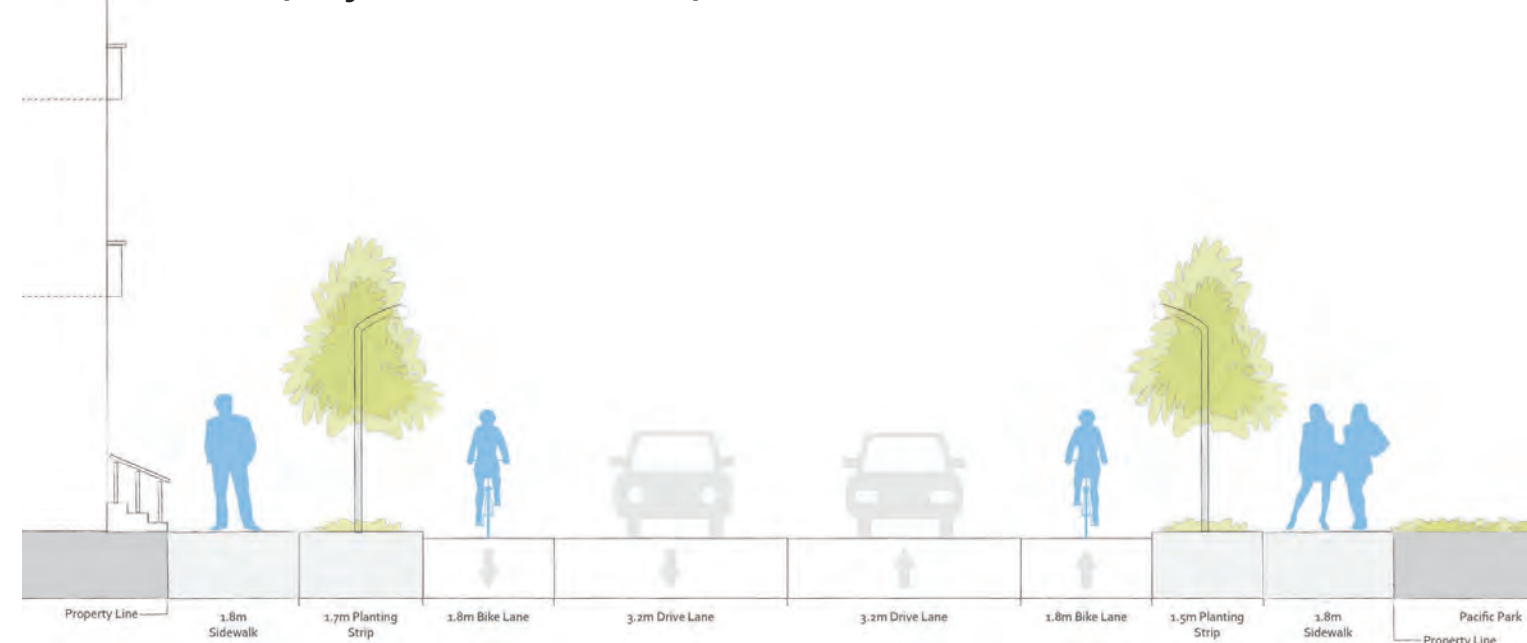 Property Line
1.8m
Sidewalk
1.7m Planting
Strip
1.8m Bike Lane
3.2m Drive Lane
3.2m Drive Lane
1.8m Bike Lane
1.5m Planting
Strip
1.8m
Sidewalk
Pacific Park
Property Line